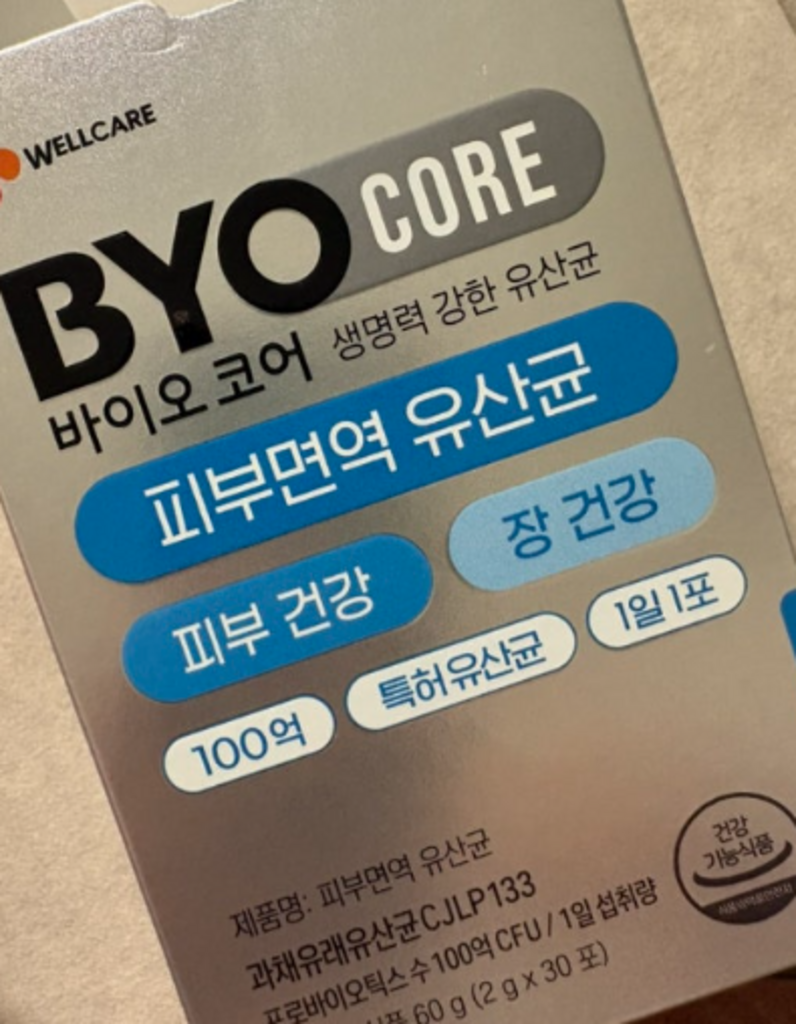 WELLCARE
BYO CORE
바이오 코어 생명력 강한 유산균
피부면역 유산균
피부 건강 장 건강
100억 특허유산균 1일 1포
건강
기능식품
제품명: 피부면역 유산균
과채유래유산균CJLP133
프로바이오틱스 수 100억 CFU / 1일 섭취량
식품 60 g (2 g x 30 포)